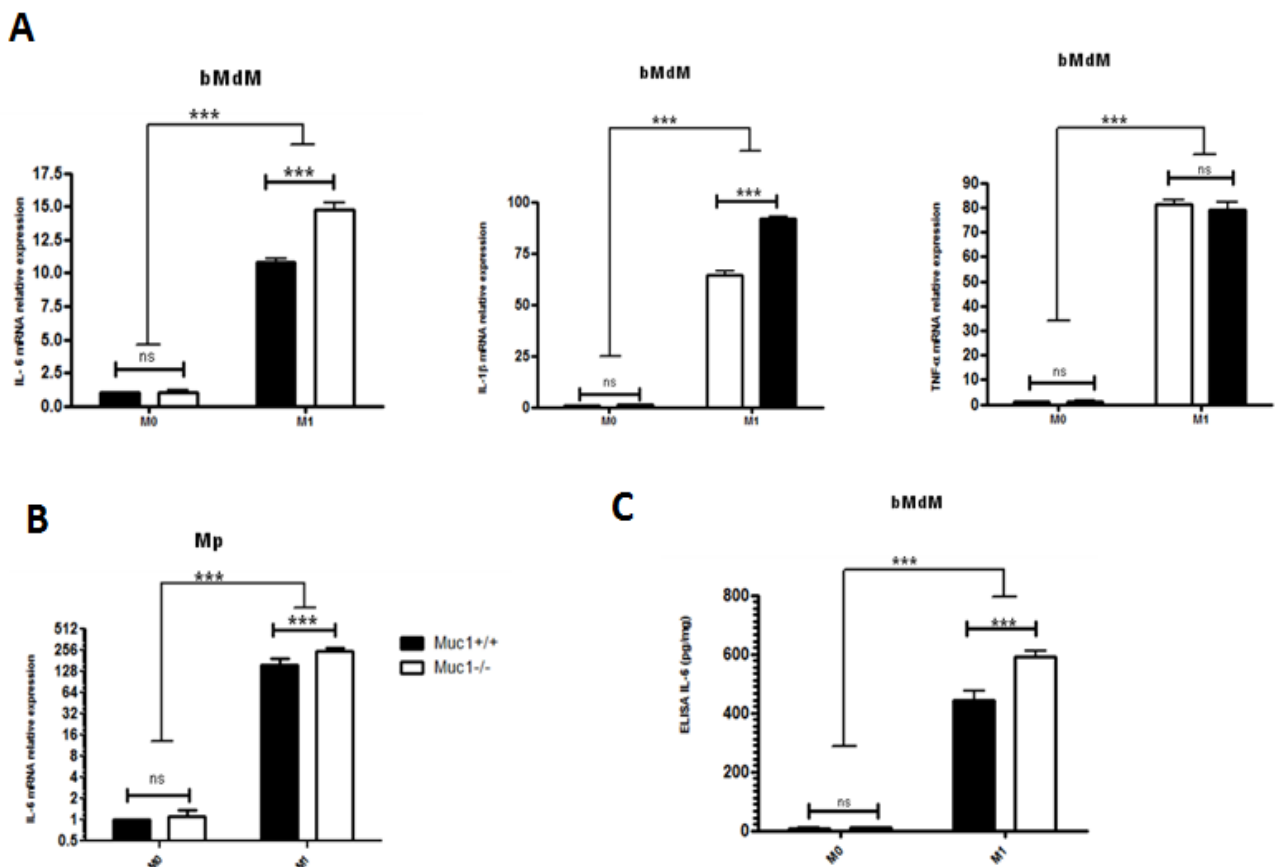 A
bMdM
***
***
ns
17.5
15.0
12.5
10.0
7.5
5.0
2.5
0.0
IL- 6 mRNA relative expression
M0
M1
bMdM
***
***
ns
100
75
50
25
0
IL-1β mRNA relative expression
M0
M1
bMdM
***
ns
ns
90
80
70
60
50
40
30
20
10
0
TNF-α mRNA relative expression
M0
M1
B
Mp
***
***
ns
512
256
128
64
32
16
8
4
2
1
0.5
IL-6 mRNA relative expression
M0
M1
Muc1+/+
Muc1-/-
C
bMdM
***
***
ns
800
600
400
200
0
ELISA IL-6 (pg/mg)
M0
M1